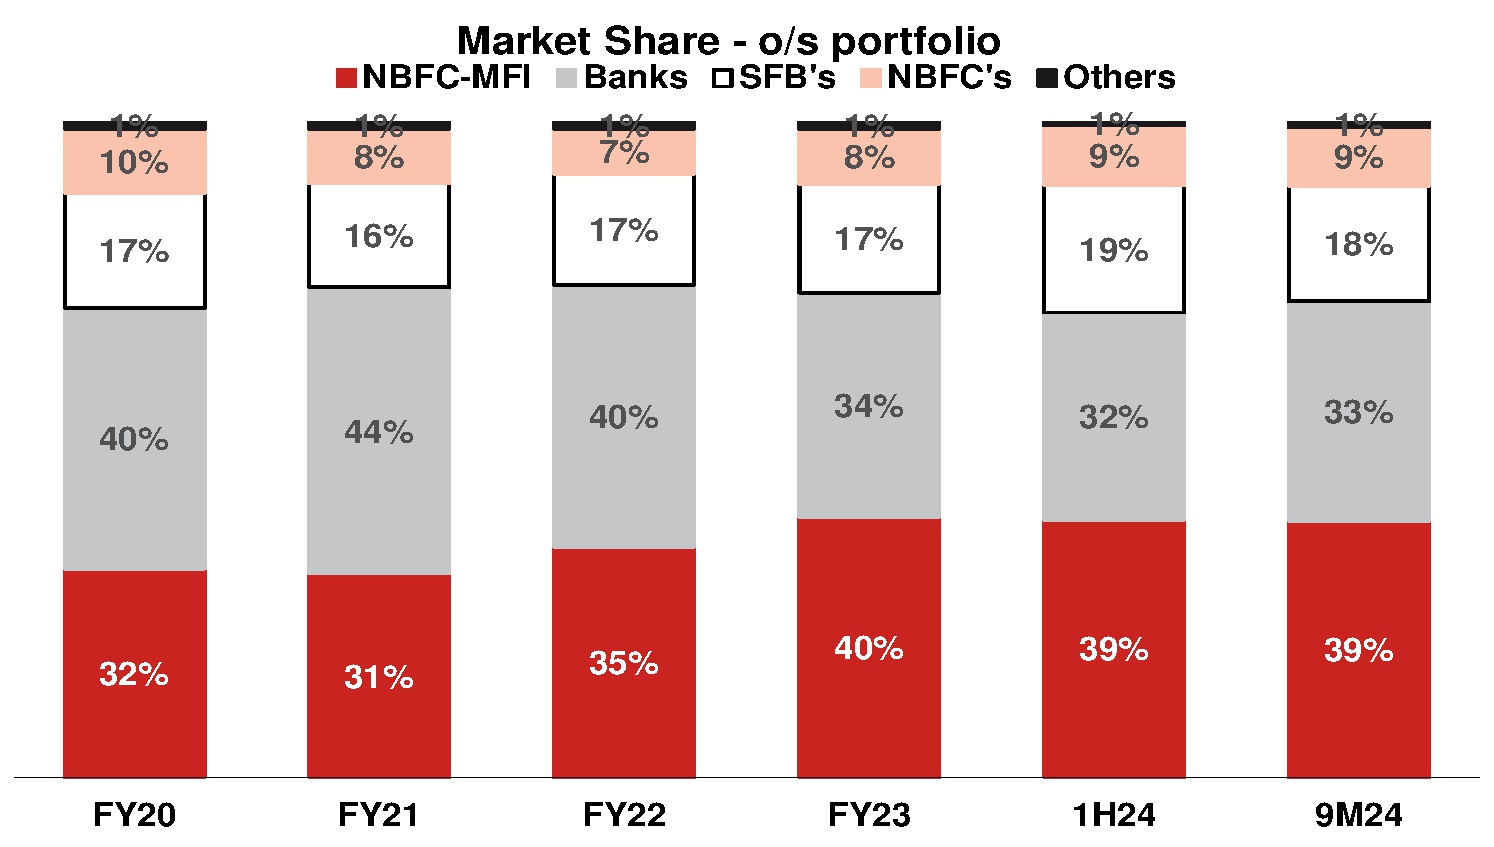 Market Share - o/s portfolio
NBFC-MFI Banks SFB's NBFC's Others
1% 1% 1% 1% 1% 1%
10% 8% 7% 8% 9% 9%
17% 16% 17% 17% 19% 18%
40% 44% 40% 34% 32% 33%
32% 31% 35% 40% 39% 39%
FY20 FY21 FY22 FY23 1H24 9M24